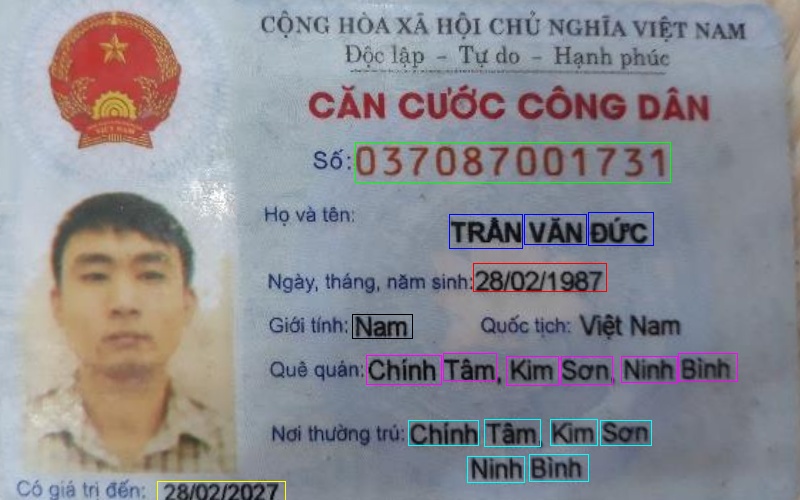 CỘNG HÒA XÃ HỘI CHỦ NGHĨA VIỆT NAM
Độc lập - Tự do - Hạnh phúc
CĂN CƯỚC CÔNG DÂN
VIỆT NAM
Số: 037087001731
Họ và tên:
TRẦN VĂN ĐỨC
Ngày, tháng, năm sinh: 28/02/1987
Giới tính: Nam Quốc tịch: Việt Nam
Quê quán: Chính Tâm, Kim Sơn, Ninh Bình
Nơi thường trú: Chính Tâm, Kim Sơn
Ninh Bình
Có giá trị đến: 28/02/2027